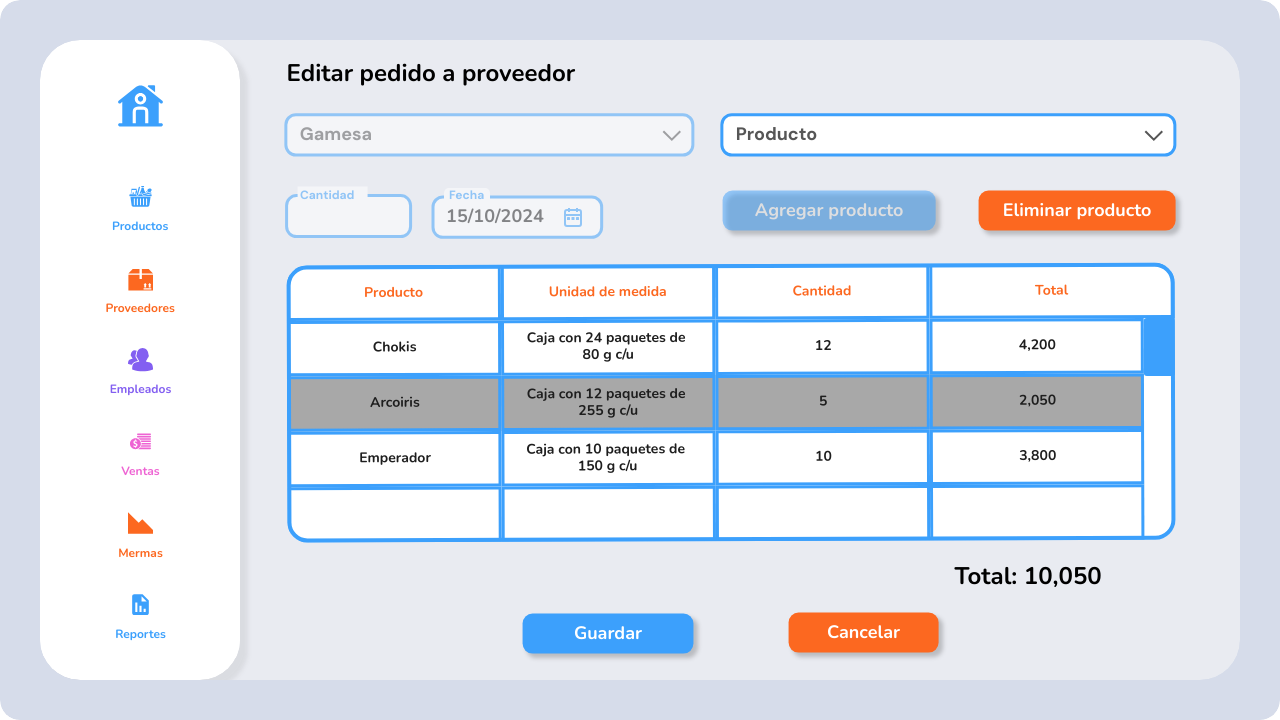 Editar pedido a proveedor
Gamesa
Producto
Cantidad
Fecha
15/10/2024
Agregar producto
Eliminar producto
Productos
Proveedores
Empleados
Ventas
Mermas
Reportes
Producto
Unidad de medida
Cantidad
Total
Chokis
Caja con 24 paquetes de
80 g c/u
12
4,200
Arcoiris
Caja con 12 paquetes de
255 g c/u
5
2,050
Emperador
Caja con 10 paquetes de
150 g c/u
10
3,800
Total: 10,050
Guardar
Cancelar